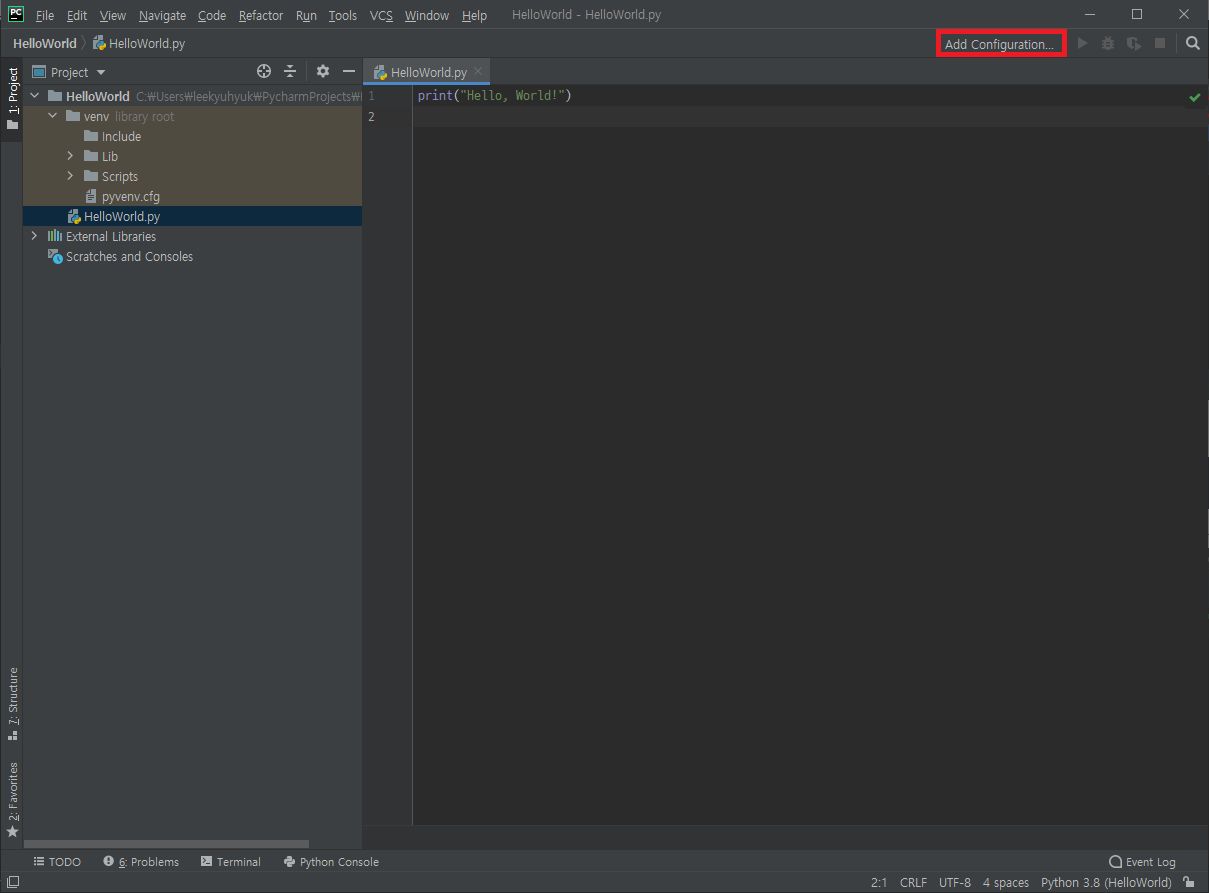 PC File Edit View Navigate Code Refactor Run Tools VCS Window Help HelloWorld - HelloWorld.py
HelloWorld HelloWorld.py Add Configuration...
1: Project
Project
HelloWorld.py
HelloWorld C:₩Users₩leekyuhyuk₩PycharmProjects₩
venv library root
Include
Lib
Scripts
pyvenv.cfg
HelloWorld.py
External Libraries
Scratches and Consoles
1 print("Hello, World!")
2
7: Structure
2: Favorites
TODO 6: Problems Terminal Python Console Event Log
2:1 CRLF UTF-8 4 spaces Python 3.8 (HelloWorld)